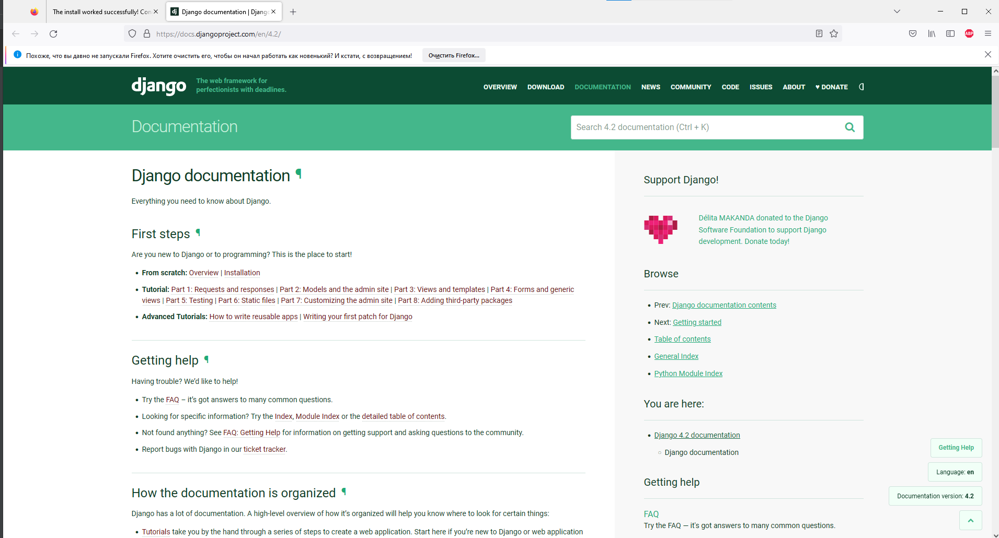 The install worked successfully! Con
Django documentation | Djang
https://docs.djangoproject.com/en/4.2/
ABP
Похоже, что вы давно не запускали Firefox. Хотите очистить его, чтобы он начал работать как новенький? И кстати, с возвращением!
Очистить Firefox...
django
The web framework for
perfectionists with deadlines.
OVERVIEW DOWNLOAD DOCUMENTATION NEWS COMMUNITY CODE ISSUES ABOUT ♥ DONATE
Documentation
Search 4.2 documentation (Ctrl + K)
Django documentation ¶
Everything you need to know about Django.
First steps ¶
Are you new to Django or to programming? This is the place to start!
• From scratch: Overview | Installation
• Tutorial: Part 1: Requests and responses | Part 2: Models and the admin site | Part 3: Views and templates | Part 4: Forms and generic
views | Part 5: Testing | Part 6: Static files | Part 7: Customizing the admin site | Part 8: Adding third-party packages
• Advanced Tutorials: How to write reusable apps | Writing your first patch for Django
Getting help ¶
Having trouble? We’d like to help!
• Try the FAQ – it’s got answers to many common questions.
• Looking for specific information? Try the Index, Module Index or the detailed table of contents.
• Not found anything? See FAQ: Getting Help for information on getting support and asking questions to the community.
• Report bugs with Django in our ticket tracker.
How the documentation is organized ¶
Django has a lot of documentation. A high-level overview of how it’s organized will help you know where to look for certain things:
• Tutorials take you by the hand through a series of steps to create a web application. Start here if you’re new to Django or web application
Support Django!
Délita MAKANDA donated to the Django
Software Foundation to support Django
development. Donate today!
Browse
• Prev: Django documentation contents
• Next: Getting started
• Table of contents
• General Index
• Python Module Index
You are here:
• Django 4.2 documentation
○ Django documentation
Getting help
FAQ
Try the FAQ — it's got answers to many common questions.
Getting Help
Language: en
Documentation version: 4.2